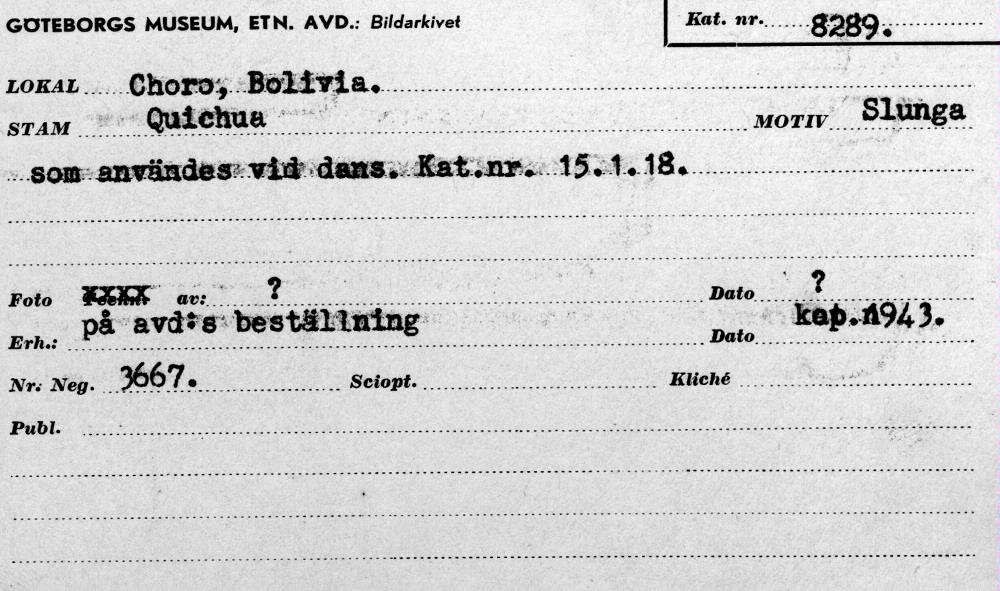 GÖTEBORGS MUSEUM, ETN. AVD.: Bildarkivet
Kat. nr. 8289.
LOKAL Choro, Bolivia.
STAM Quichua MOTIV Slunga
som användes vid dans. Kat.nr. 15.1.18.
Foto av: ? Dato ?
Erh.: på avd:s beställning Dato 1943.
Nr. Neg. 3667. Sciopt. Kliché
Publ.